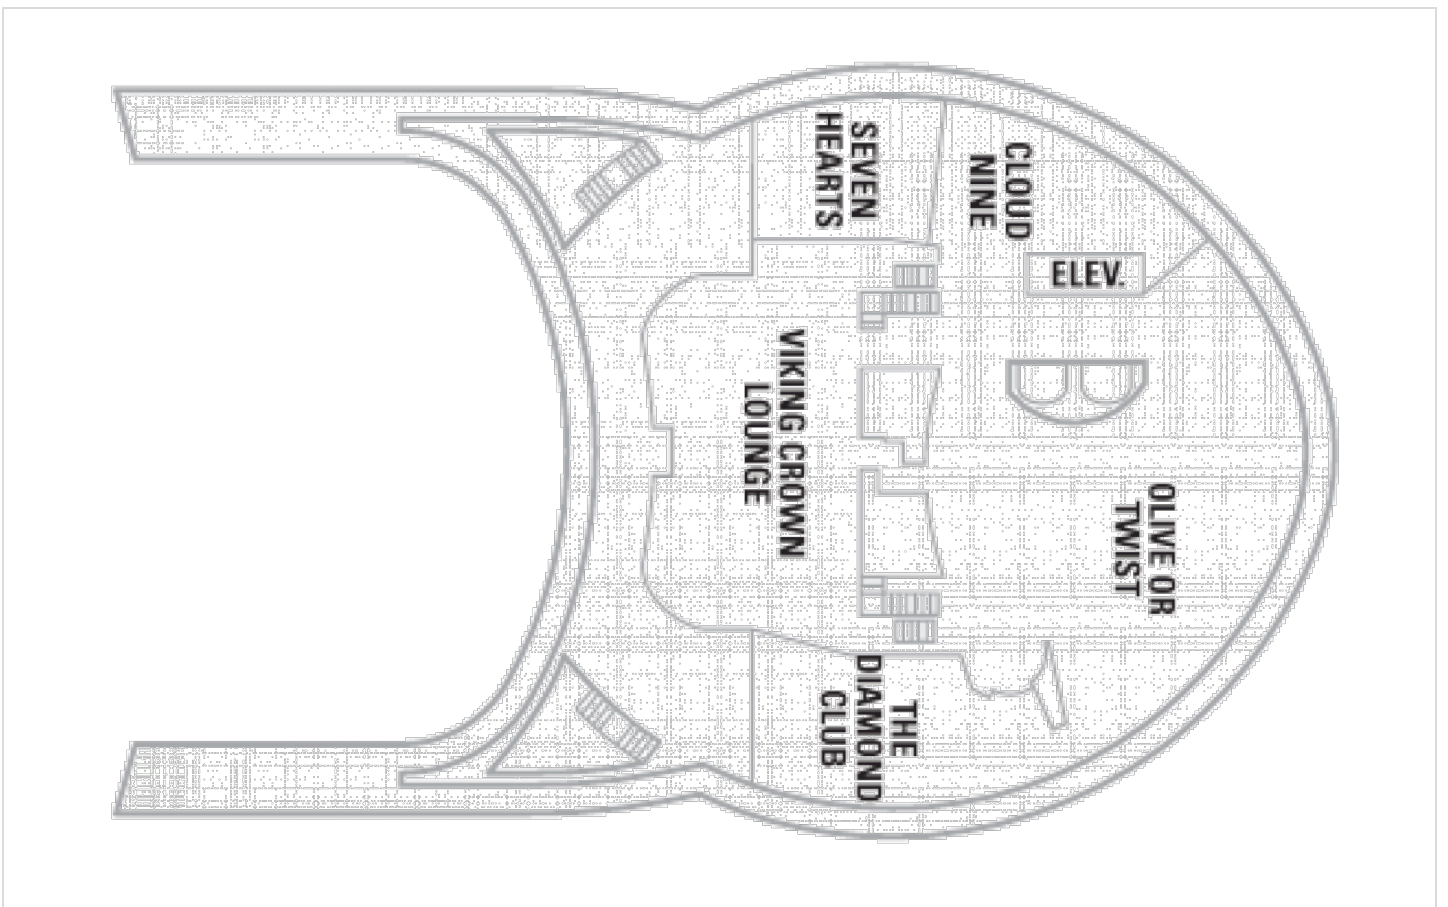 SEVEN
HEARTS
CLOUD
NINE
ELEV.
VIKING CROWN
LOUNGE
OLIVE OR
TWIST
THE
DIAMOND
CLUB